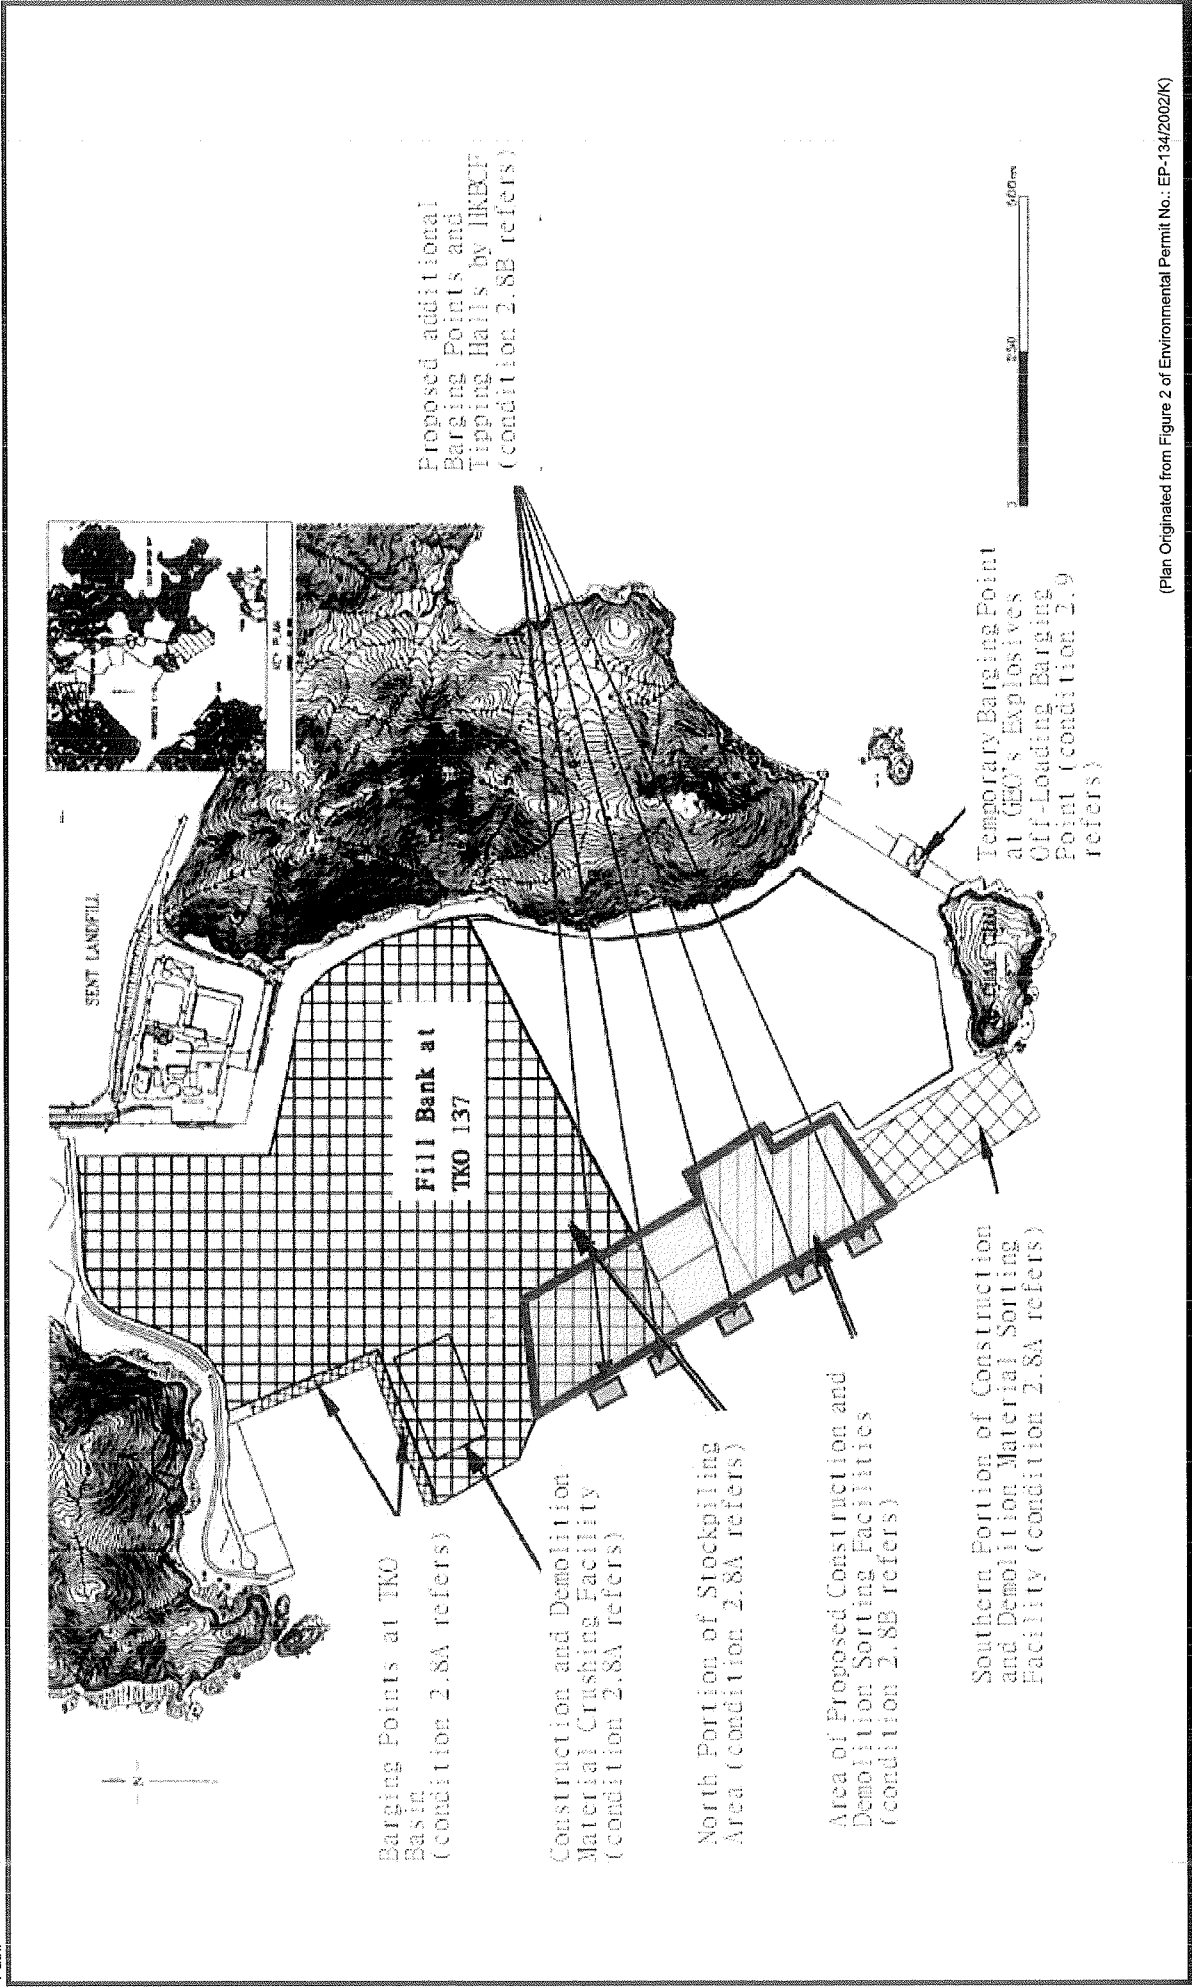 SENT LANDFILL
Fill Bank at
TKO 137
Proposed additional
Barging Points and
Tipping Halls by HKBCF
(condition 2.8B refers)
Barging Points at TKO
Basin
(condition 2.8A refers)
Construction and Demolition
Material Crushing Facility
(condition 2.8A refers)
North Portion of Stockpiling
Area (condition 2.8A refers)
Area of Proposed Construction and
Demolition Sorting Facilities
(condition 2.8B refers)
Southern Portion of Construction
and Demolition Material Sorting
Facility (condition 2.8A refers)
Temporary Barging Point
at GEO's Explosives
Off-Loading Barging
Point (condition 2.9
refers)
N
0 250 500m
(Plan Originated from Figure 2 of Environmental Permit No.: EP-134/2002/K)